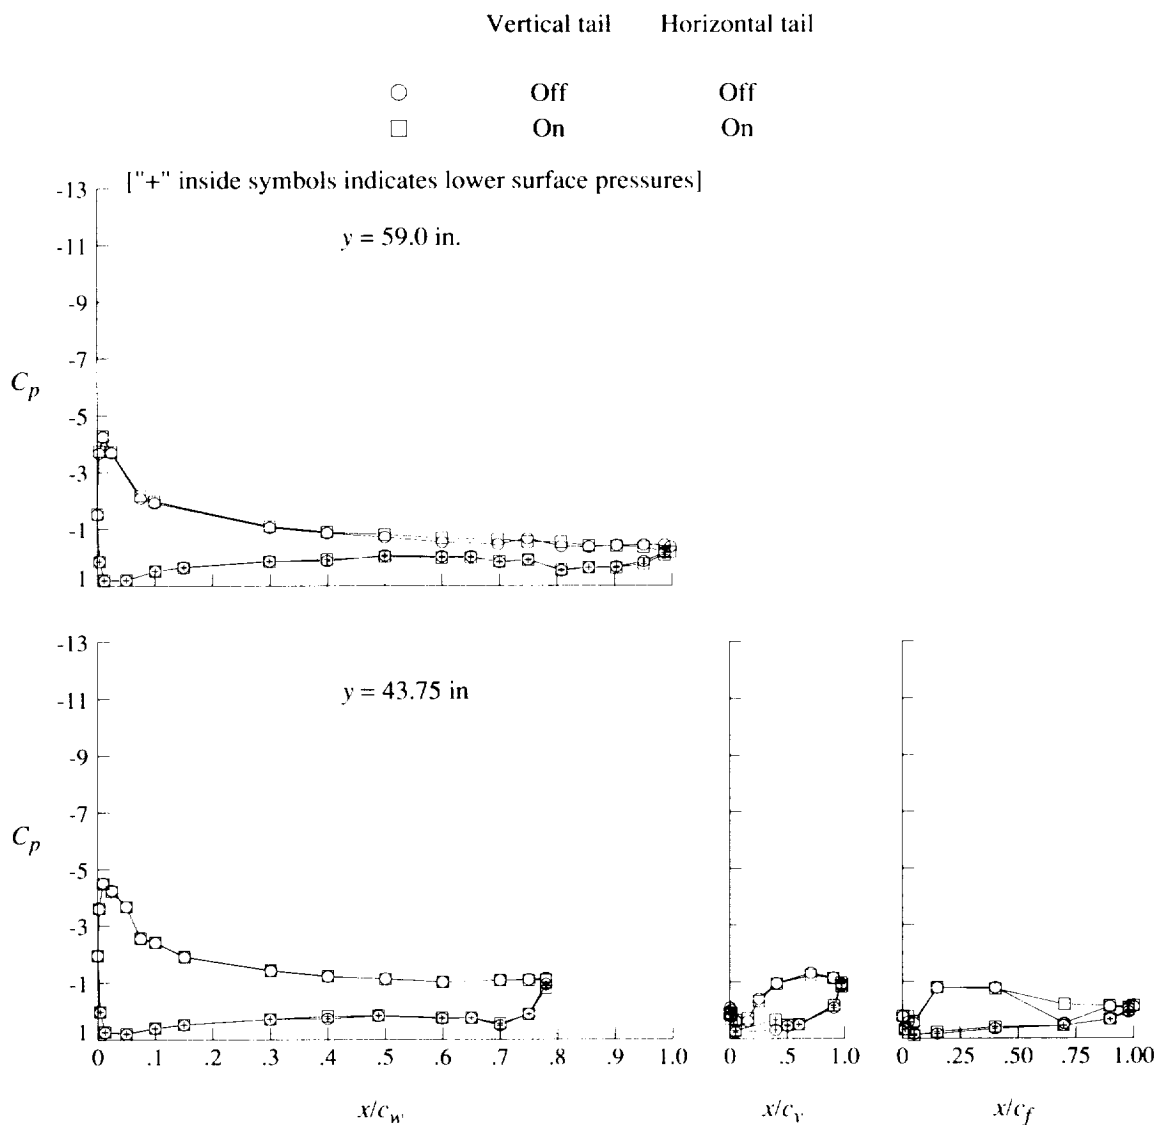 Vertical tail Horizontal tail
Off Off
On On
["+" inside symbols indicates lower surface pressures]
y = 59.0 in.
-13
-11
-9
-7
-5
-3
-1
1
Cp
y = 43.75 in
-13
-11
-9
-7
-5
-3
-1
1
Cp
0 .1 .2 .3 .4 .5 .6 .7 .8 .9 1.0
x/cw
0 .5 1.0
x/cv
0 .25 .50 .75 1.00
x/cf